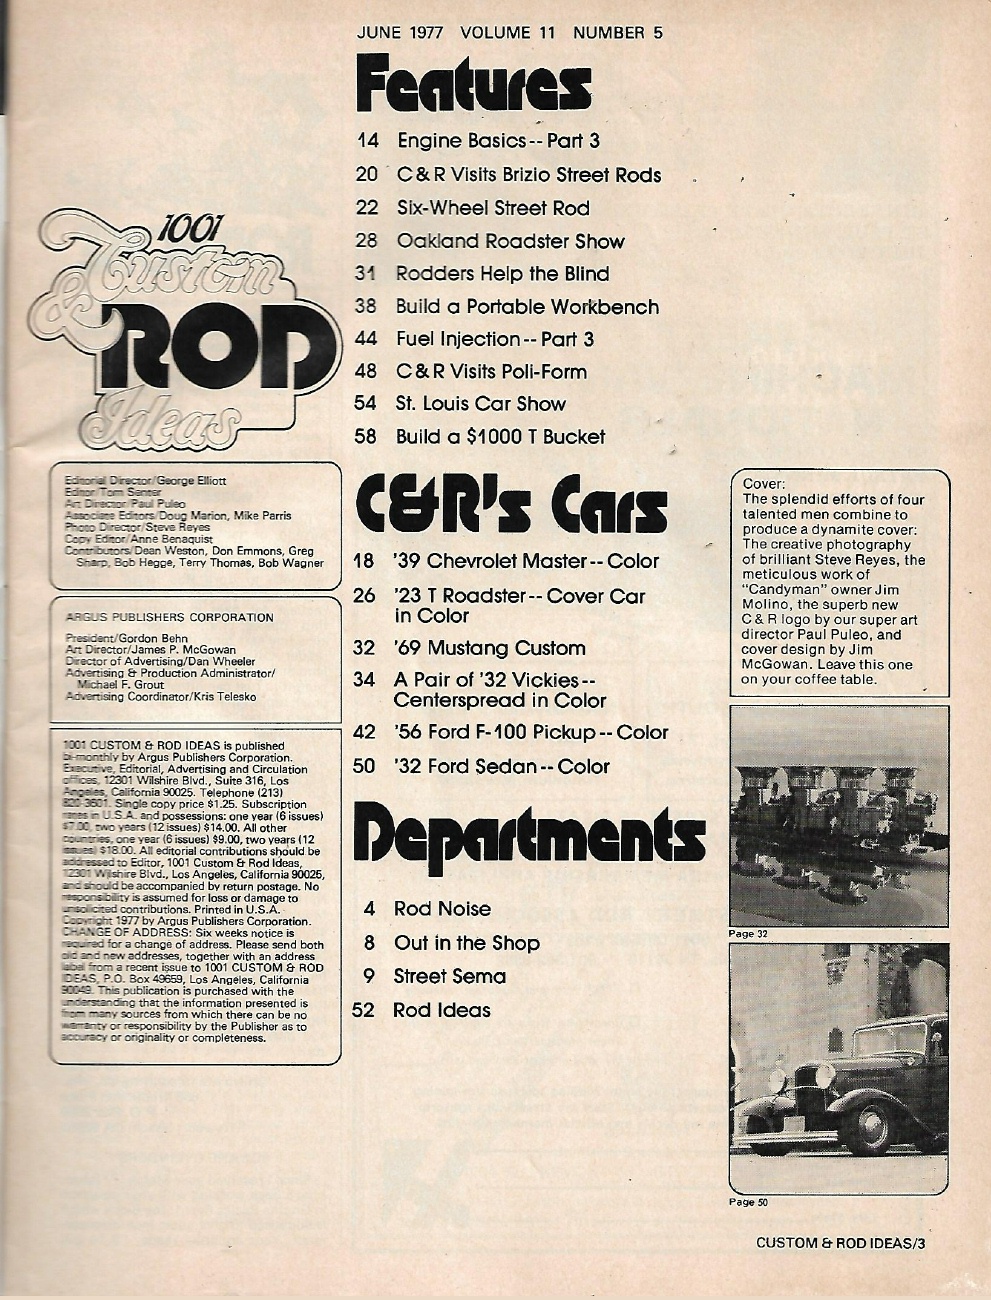 JUNE 1977 VOLUME 11 NUMBER 5
Features
14 Engine Basics -- Part 3
20 C & R Visits Brizio Street Rods
22 Six-Wheel Street Rod
28 Oakland Roadster Show
31 Rodders Help the Blind
38 Build a Portable Workbench
44 Fuel Injection -- Part 3
48 C & R Visits Poli-Form
54 St. Louis Car Show
58 Build a $1000 T Bucket
C&R's Cars
18 '39 Chevrolet Master -- Color
26 '23 T Roadster -- Cover Car
in Color
32 '69 Mustang Custom
34 A Pair of '32 Vickies --
Centerspread in Color
42 '56 Ford F-100 Pickup -- Color
50 '32 Ford Sedan -- Color
Departments
4 Rod Noise
8 Out in the Shop
9 Street Sema
52 Rod Ideas
1001
Custom
& ROD
Ideas
Editorial Director/George Elliott
Editor/Tom Senter
Art Director/Paul Puleo
Associate Editors/Doug Marion, Mike Parris
Photo Director/Steve Reyes
Copy Editor/Anne Benaquist
Contributors/Dean Weston, Don Emmons, Greg
Sharp, Bob Hegge, Terry Thomas, Bob Wagner
ARGUS PUBLISHERS CORPORATION
President/Gordon Behn
Art Director/James P. McGowan
Director of Advertising/Dan Wheeler
Advertising & Production Administrator/
Michael F. Grout
Advertising Coordinator/Kris Telesko
1001 CUSTOM & ROD IDEAS is published
bi-monthly by Argus Publishers Corporation.
Executive, Editorial, Advertising and Circulation
offices, 12301 Wilshire Blvd., Suite 316, Los
Angeles, California 90025. Telephone (213)
820-3601. Single copy price $1.25. Subscription
rates in U.S.A. and possessions: one year (6 issues)
$7.00, two years (12 issues) $14.00. All other
countries, one year (6 issues) $9.00, two years (12
issues) $18.00. All editorial contributions should be
addressed to Editor, 1001 Custom & Rod Ideas,
12301 Wilshire Blvd., Los Angeles, California 90025,
and should be accompanied by return postage. No
responsibility is assumed for loss or damage to
unsolicited contributions. Printed in U.S.A.
Copyright 1977 by Argus Publishers Corporation.
CHANGE OF ADDRESS: Six weeks notice is
required for a change of address. Please send both
old and new addresses, together with an address
label from a recent issue to 1001 CUSTOM & ROD
IDEAS, P.O. Box 49659, Los Angeles, California
90049. This publication is purchased with the
understanding that the information presented is
from many sources from which there can be no
warranty or responsibility by the Publisher as to
accuracy or originality or completeness.
Cover:
The splendid efforts of four
talented men combine to
produce a dynamite cover:
The creative photography
of brilliant Steve Reyes, the
meticulous work of
"Candyman" owner Jim
Molino, the superb new
C & R logo by our super art
director Paul Puleo, and
cover design by Jim
McGowan. Leave this one
on your coffee table.
Page 32
Page 50
CUSTOM & ROD IDEAS/3